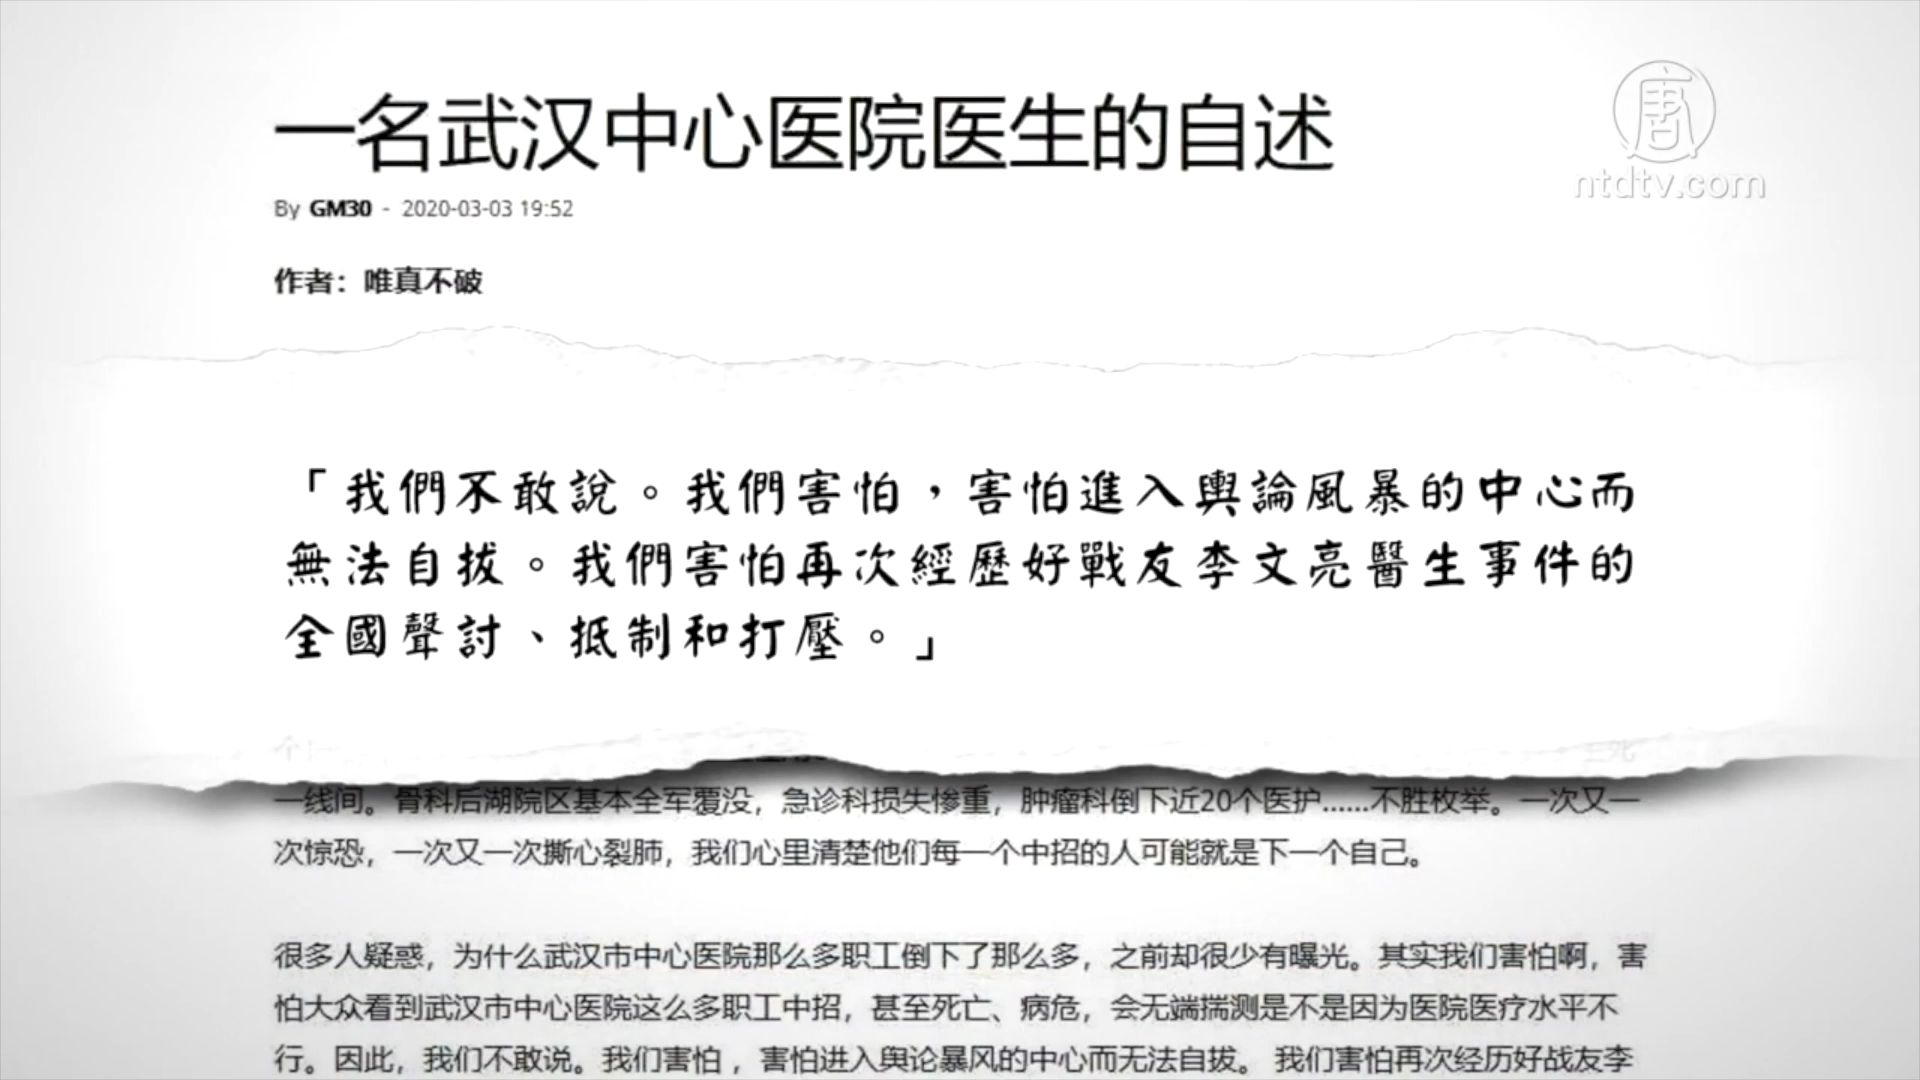 一名武汉中心医院医生的自述
唐
ntdtv.com
By GM30 - 2020-03-03 19:52
作者：唯真不破
「我們不敢說。我們害怕，害怕進入輿論風暴的中心而
無法自拔。我們害怕再次經歷好戰友李文亮醫生事件的
全國聲討、抵制和打壓。」
一线间。骨科后湖院区基本全军覆没，急诊科损失惨重，肿瘤科倒下近20个医护……不胜枚举。一次又一
次惊恐，一次又一次撕心裂肺，我们心里清楚他们每一个中招的人可能就是下一个自己。
很多人疑惑，为什么武汉市中心医院那么多职工倒下了那么多，之前却很少有曝光。其实我们害怕啊，害
怕大众看到武汉市中心医院这么多职工中招，甚至死亡、病危，会无端揣测是不是因为医院医疗水平不
行。因此，我们不敢说。我们害怕，害怕进入舆论暴风的中心而无法自拔。 我们害怕再次经历好战友李